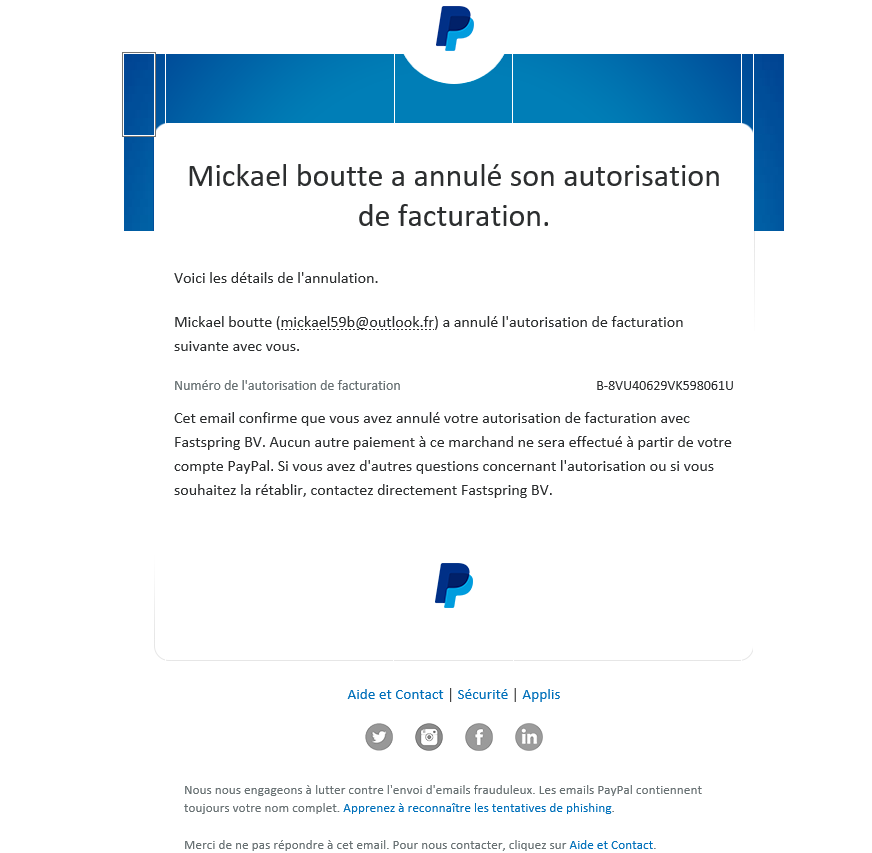 Mickael boutte a annulé son autorisation
de facturation.
Voici les détails de l'annulation.
Mickael boutte (mickael59b@outlook.fr) a annulé l'autorisation de facturation
suivante avec vous.
Numéro de l'autorisation de facturation B-8VU40629VK598061U
Cet email confirme que vous avez annulé votre autorisation de facturation avec
Fastspring BV. Aucun autre paiement à ce marchand ne sera effectué à partir de votre
compte PayPal. Si vous avez d'autres questions concernant l'autorisation ou si vous
souhaitez la rétablir, contactez directement Fastspring BV.
Aide et Contact | Sécurité | Applis
Nous nous engageons à lutter contre l'envoi d'emails frauduleux. Les emails PayPal contiennent
toujours votre nom complet. Apprenez à reconnaître les tentatives de phishing.
Merci de ne pas répondre à cet email. Pour nous contacter, cliquez sur Aide et Contact.